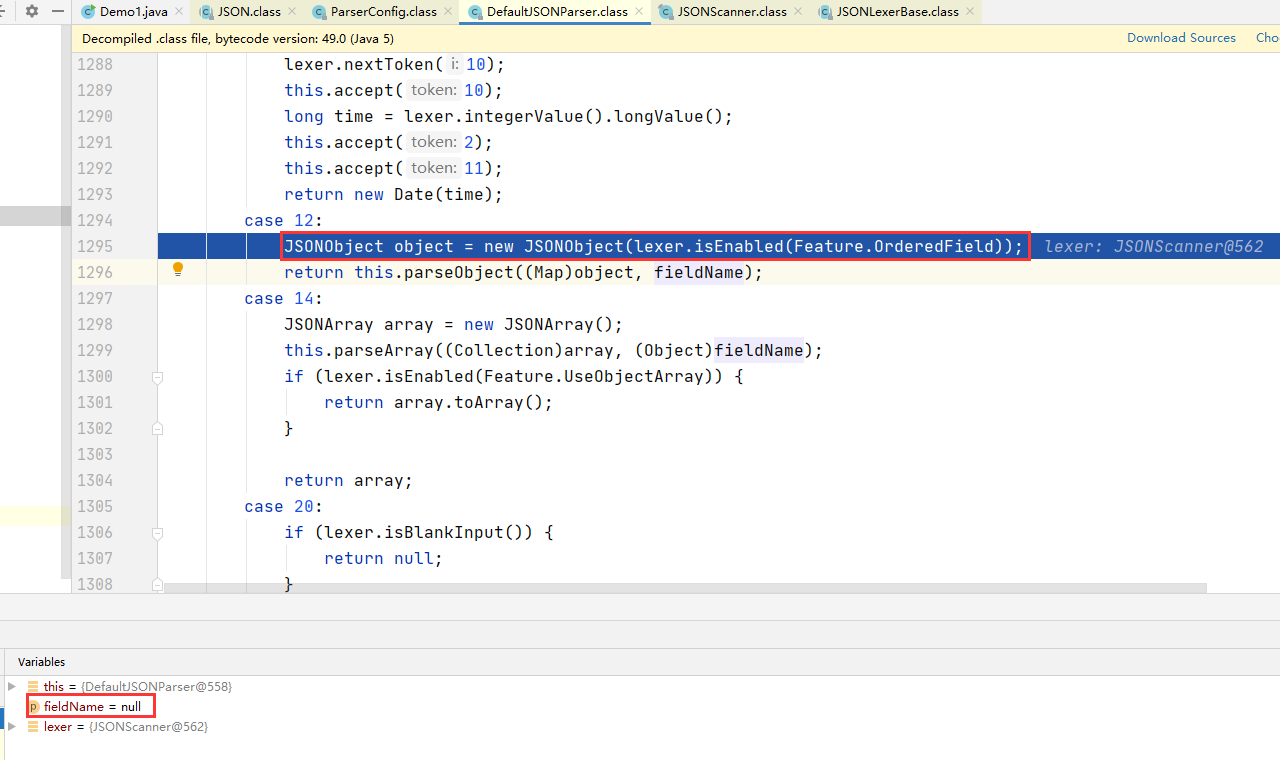 Demo1.java JSON.class ParserConfig.class DefaultJSONParser.class JSONScanner.class JSONLexerBase.class
Decompiled .class file, bytecode version: 49.0 (Java 5) Download Sources Cho
1288 lexer.nextToken( i: 10);
1289 this.accept( token: 10);
1290 long time = lexer.integerValue().longValue();
1291 this.accept( token: 2);
1292 this.accept( token: 11);
1293 return new Date(time);
1294 case 12:
1295 JSONObject object = new JSONObject(lexer.isEnabled(Feature.OrderedField)); lexer: JSONScanner@562
1296 return this.parseObject((Map)object, fieldName);
1297 case 14:
1298 JSONArray array = new JSONArray();
1299 this.parseArray((Collection)array, (Object)fieldName);
1300 if (lexer.isEnabled(Feature.UseObjectArray)) {
1301 return array.toArray();
1302 }
1303
1304 return array;
1305 case 20:
1306 if (lexer.isBlankInput()) {
1307 return null;
1308 }
Variables
this = {DefaultJSONParser@558}
p fieldName = null
lexer = {JSONScanner@562}